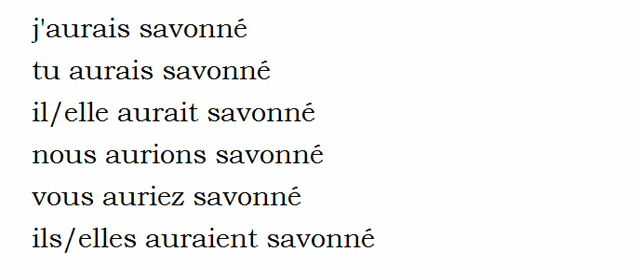 j'aurais savonné
tu aurais savonné
il/elle aurait savonné
nous aurions savonné
vous auriez savonné
ils/elles auraient savonné